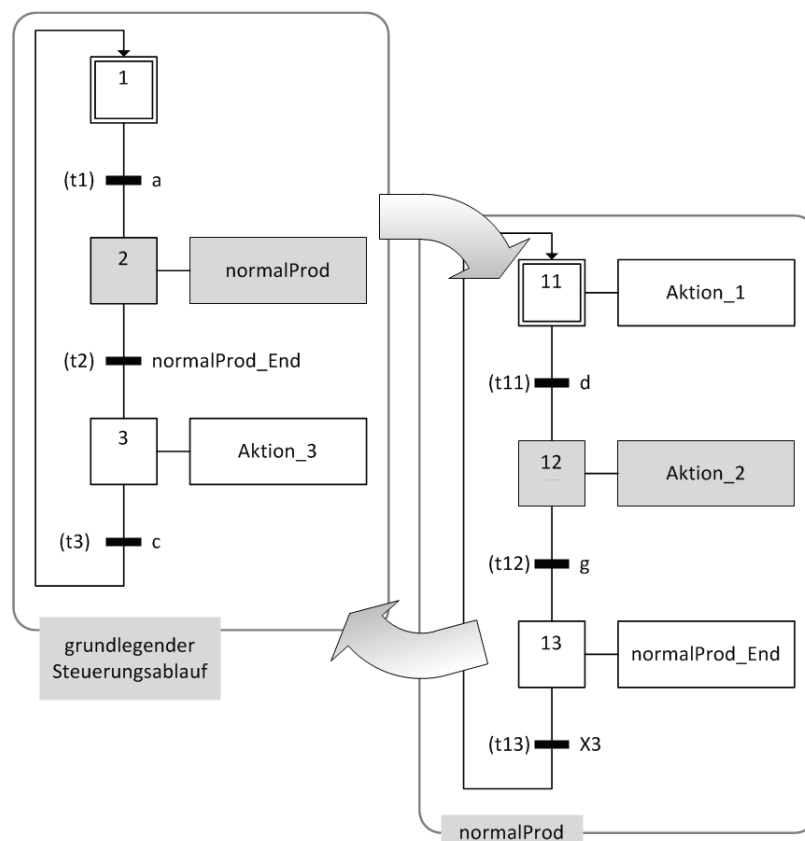 1
(t1) a
2
normalProd
(t2) normalProd_End
3
Aktion_3
(t3) c
grundlegender
Steuerungsablauf
11
Aktion_1
(t11) d
12
Aktion_2
(t12) g
13
normalProd_End
(t13) X3
normalProd